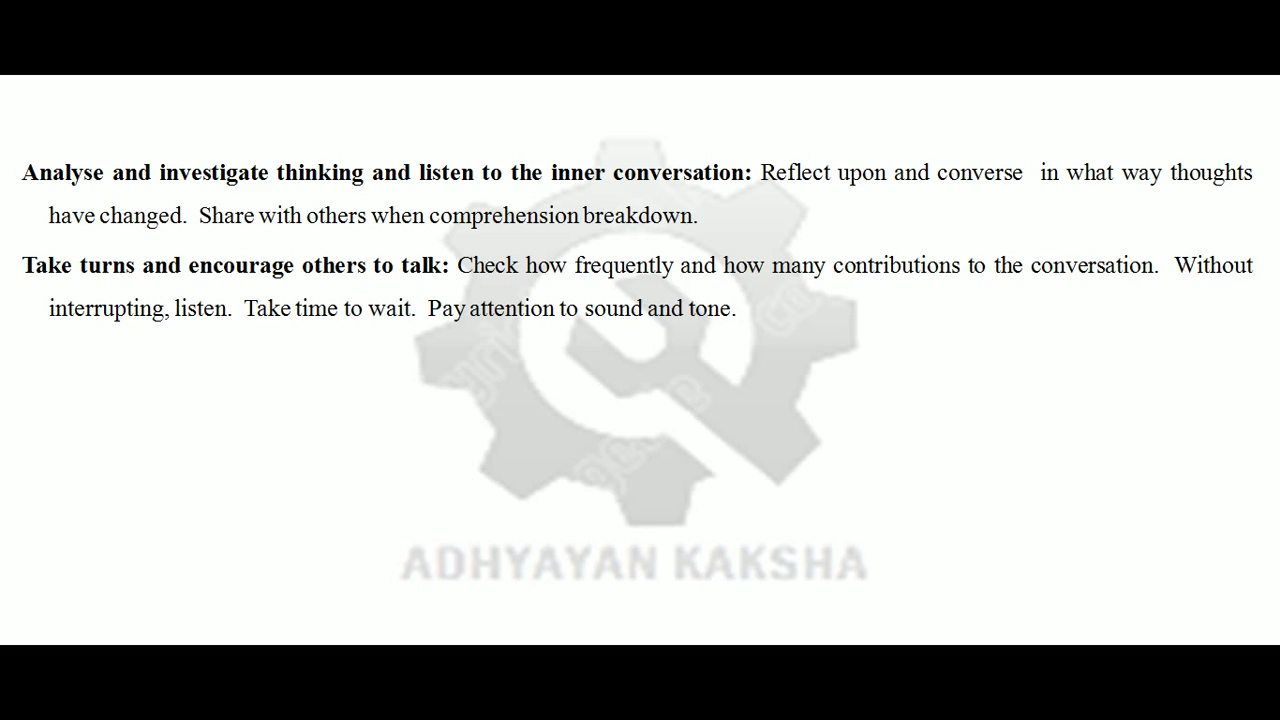 Analyse and investigate thinking and listen to the inner conversation: Reflect upon and converse in what way thoughts
have changed. Share with others when comprehension breakdown.
Take turns and encourage others to talk: Check how frequently and how many contributions to the conversation. Without
interrupting, listen. Take time to wait. Pay attention to sound and tone.
ADHYAYAN KAKSHA